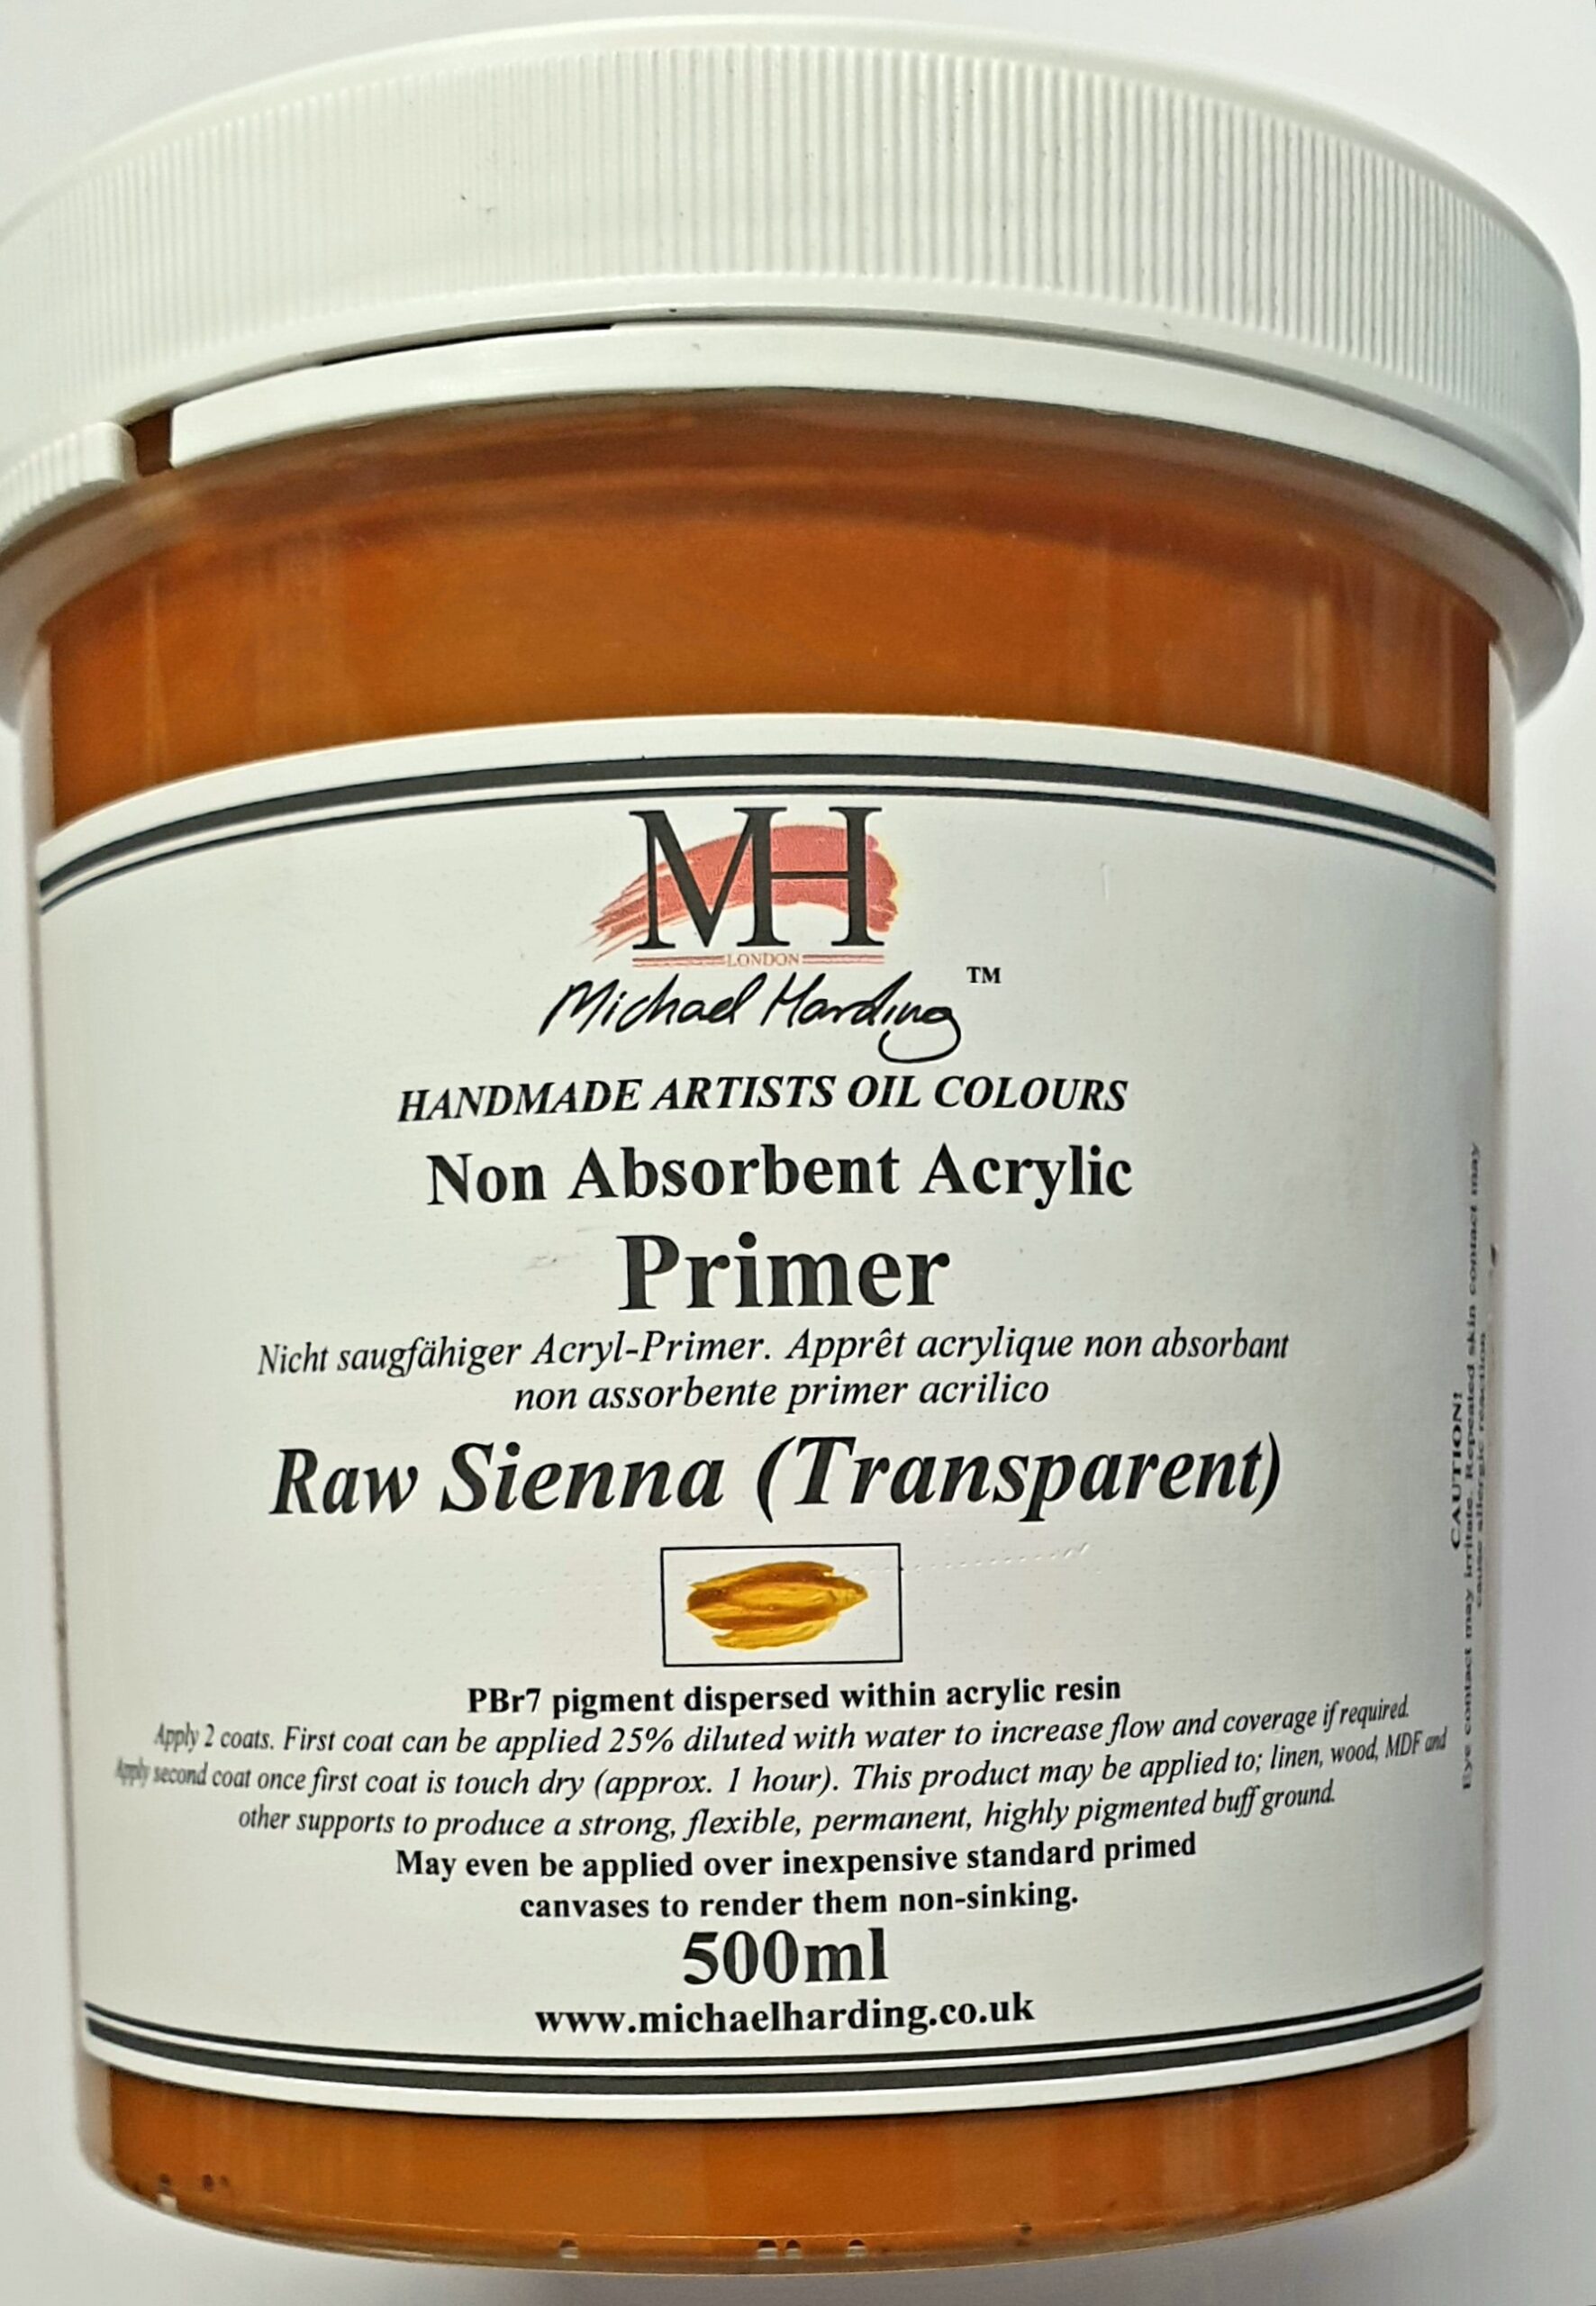 MH
LONDON
Michael Harding™
HANDMADE ARTISTS OIL COLOURS
Non Absorbent Acrylic
Primer
Nicht saugfähiger Acryl-Primer. Apprêt acrylique non absorbant
non assorbente primer acrilico
Raw Sienna (Transparent)
PBr7 pigment dispersed within acrylic resin
Apply 2 coats. First coat can be applied 25% diluted with water to increase flow and coverage if required.
Apply second coat once first coat is touch dry (approx. 1 hour). This product may be applied to; linen, wood, MDF and
other supports to produce a strong, flexible, permanent, highly pigmented buff ground.
May even be applied over inexpensive standard primed
canvases to render them non-sinking.
500ml
www.michaelharding.co.uk
CAUTION!
Eye contact may irritate. Repeated skin contact may
cause allergic reaction